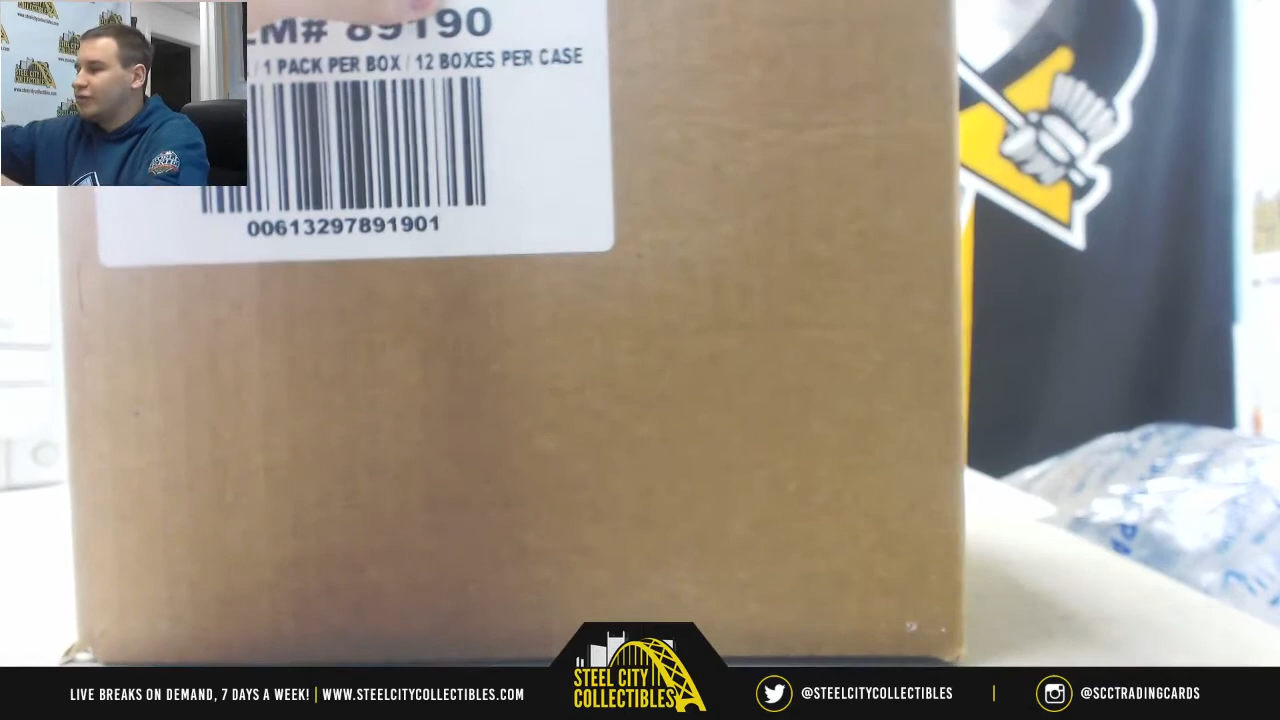 M# 89190
/ 1 PACK PER BOX / 12 BOXES PER CASE
00613297891901
STEEL CITY
COLLECTIBLES
LIVE BREAKS ON DEMAND, 7 DAYS A WEEK! | WWW.STEELCITYCOLLECTIBLES.COM
@STEELCITYCOLLECTIBLES | @SCCTRADINGCARDS